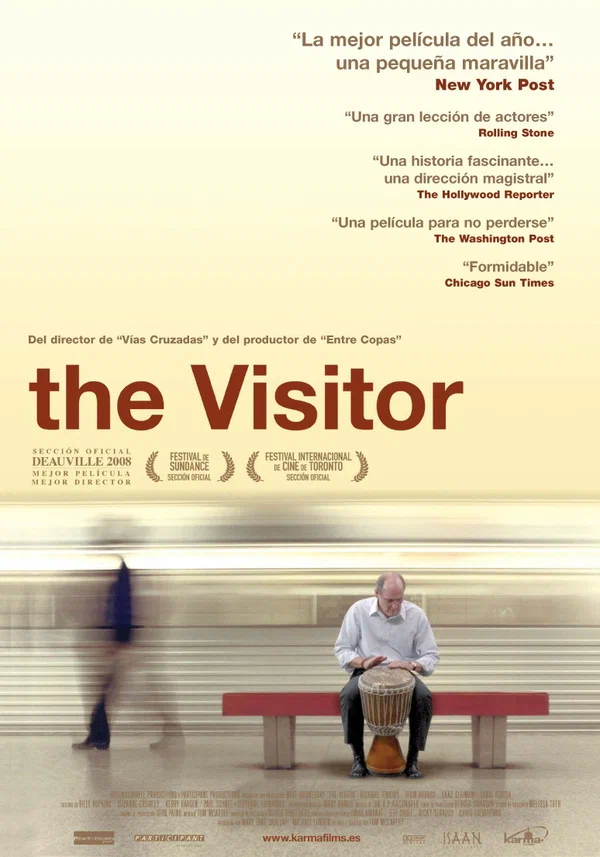 “La mejor película del año...
una pequeña maravilla”
New York Post
“Una gran lección de actores”
Rolling Stone
“Una historia fascinante...
una dirección magistral”
The Hollywood Reporter
“Una película para no perderse”
The Washington Post
“Formidable”
Chicago Sun Times
Del director de “Vías Cruzadas” y del productor de “Entre Copas”
the Visitor
SECCIÓN OFICIAL
DEAUVILLE 2008
MEJOR PELÍCULA
MEJOR DIRECTOR
FESTIVAL DE
SUNDANCE
SECCIÓN OFICIAL
FESTIVAL INTERNACIONAL
DE CINE DE TORONTO
SECCIÓN OFICIAL
PARTICIPANT
www.karmafilms.es
ISAAN
karma